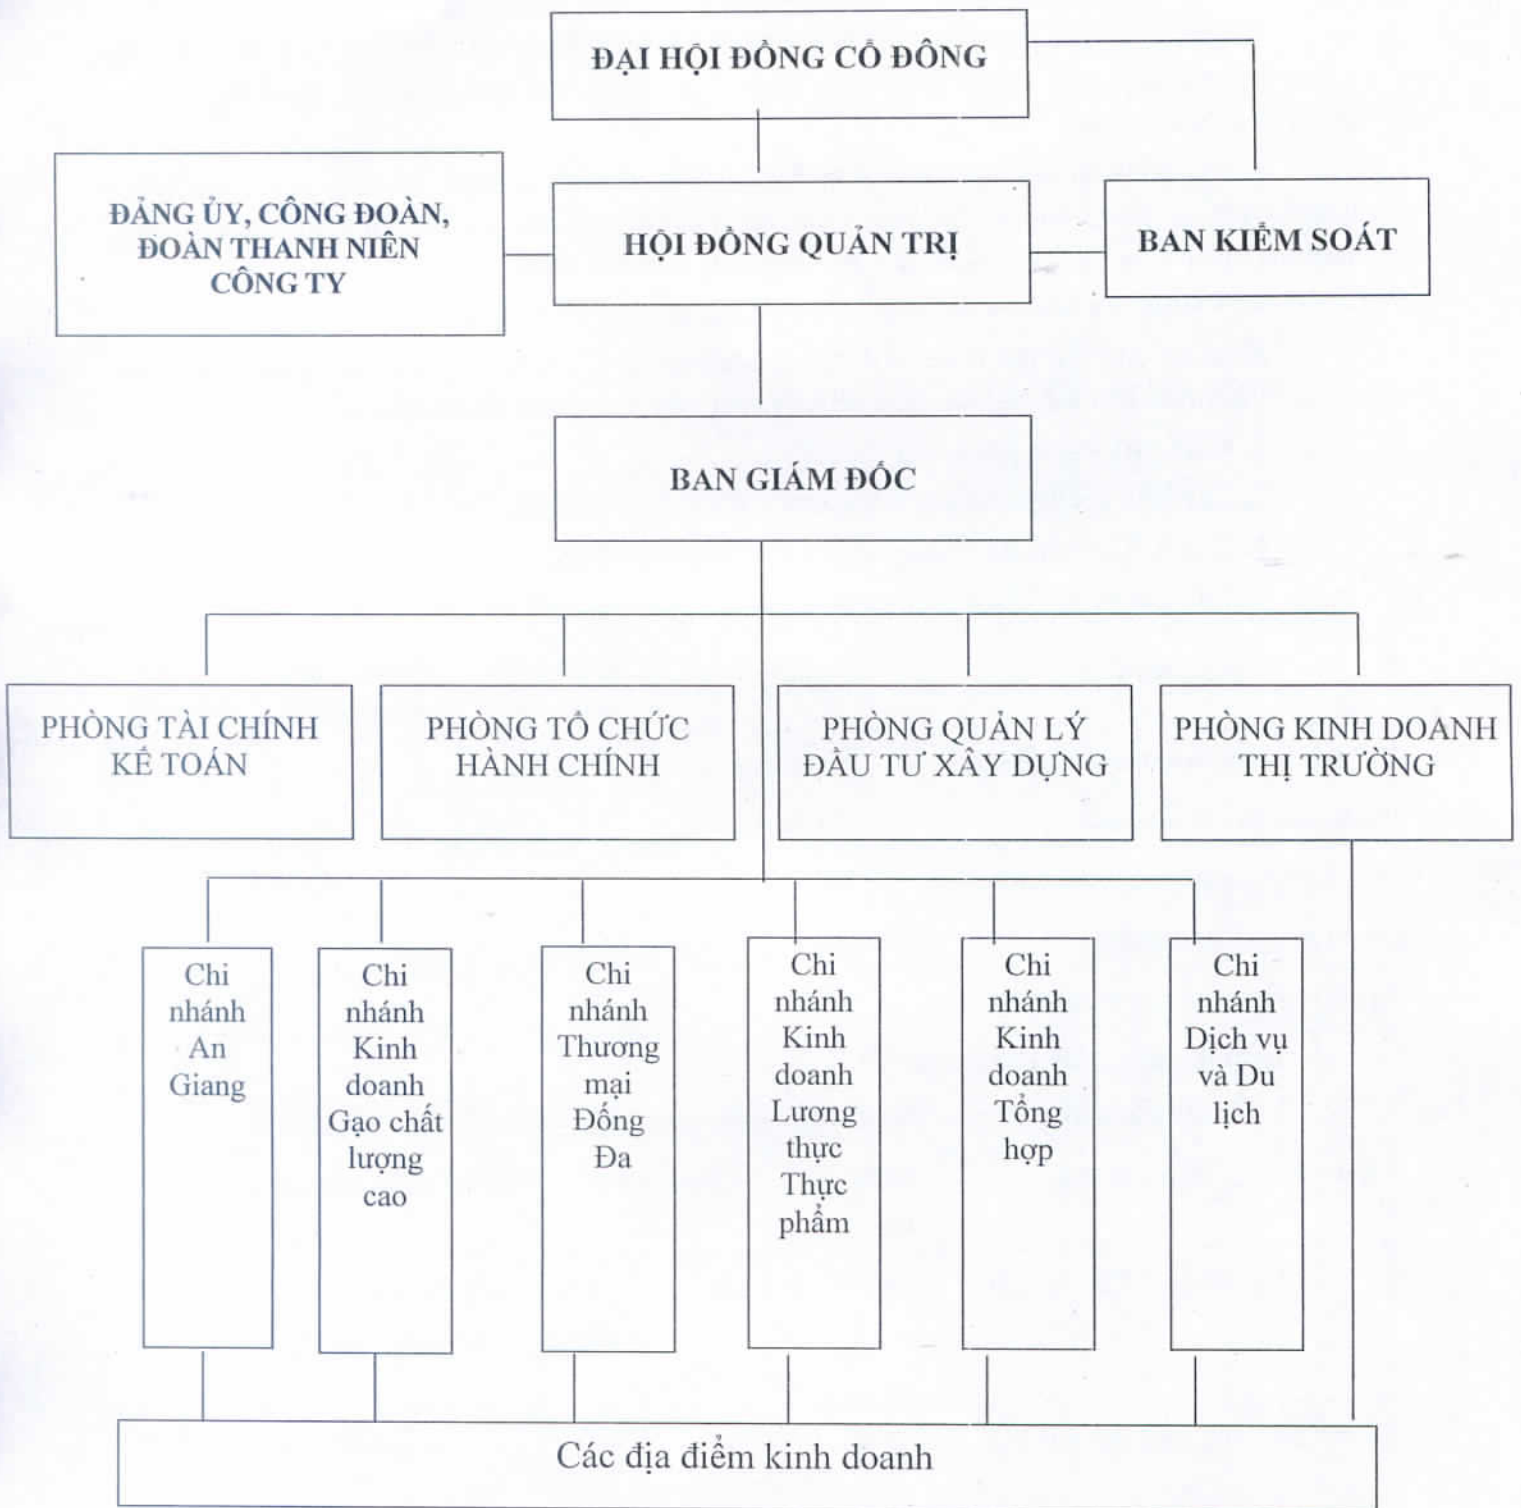 ĐẠI HỘI ĐỒNG CỔ ĐÔNG
ĐẢNG ỦY, CÔNG ĐOÀN,
ĐOÀN THANH NIÊN
CÔNG TY
HỘI ĐỒNG QUẢN TRỊ
BAN KIỂM SOÁT
BAN GIÁM ĐỐC
PHÒNG TÀI CHÍNH
KẾ TOÁN
PHÒNG TỔ CHỨC
HÀNH CHÍNH
PHÒNG QUẢN LÝ
ĐẦU TƯ XÂY DỰNG
PHÒNG KINH DOANH
THỊ TRƯỜNG
Chi
nhánh
An
Giang
Chi
nhánh
Kinh
doanh
Gạo chất
lượng
cao
Chi
nhánh
Thương
mại
Đống
Đa
Chi
nhánh
Kinh
doanh
Lương
thực
Thực
phẩm
Chi
nhánh
Kinh
doanh
Tổng
hợp
Chi
nhánh
Dịch vụ
và Du
lịch
Các địa điểm kinh doanh